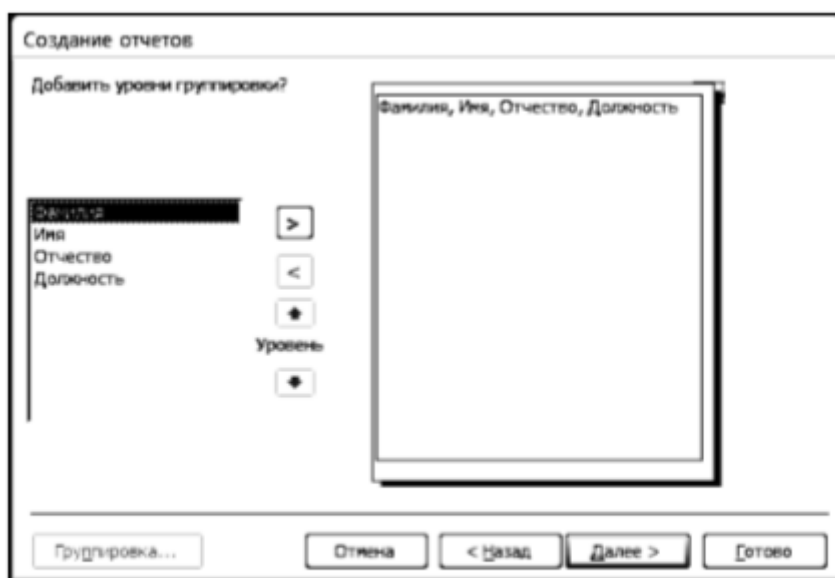 Создание отчетов
Добавить уровни группировки?
Фамилия, Имя, Отчество, Должность
Фамилия
Имя
Отчество
Должность
>
<
Уровень
Группировка...
Отмена
< Назад
Далее >
Готово